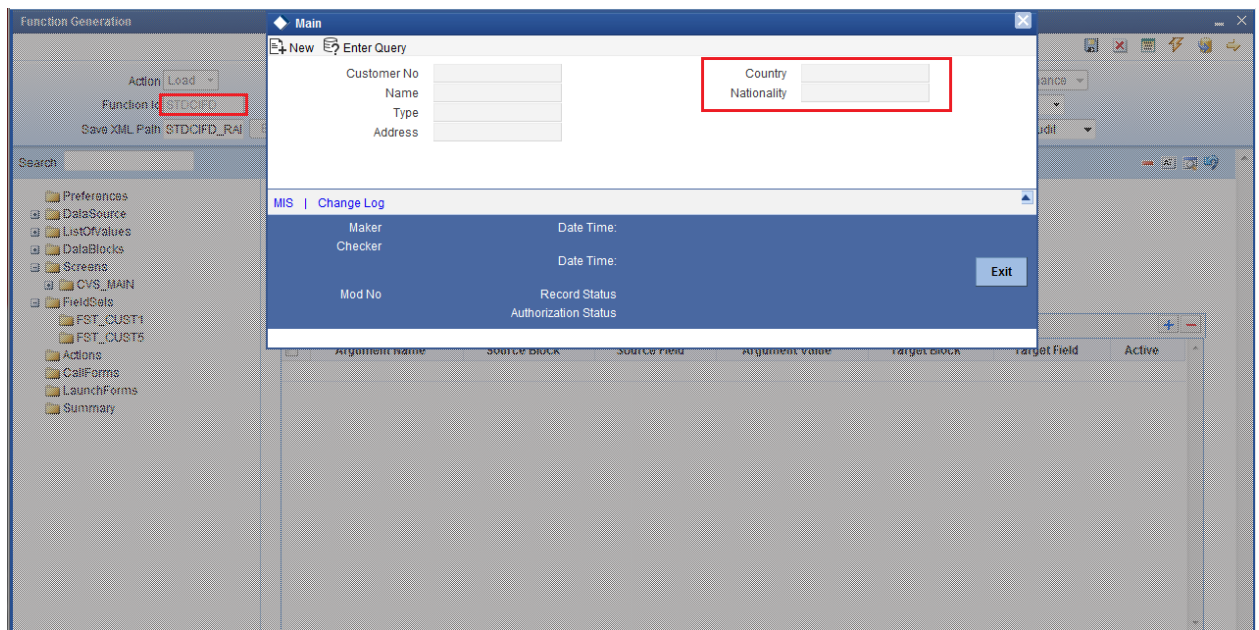 Function Generation
Main
New Enter Query
Customer No
Name
Type
Address
Country
Nationality
Action Load
Function Id STDCIFD
Save XML Path STDCIFD_RAI
Search
Preferences
DataSource
ListOfValues
DataBlocks
Screens
CVS_MAIN
FieldSets
FST_CUST1
FST_CUST5
Actions
CallForms
LaunchForms
Summary
MIS | Change Log
Maker Date Time:
Checker
Date Time:
Exit
Mod No Record Status
Authorization Status
Argument Name Source Block Source Field Argument Value Target Block Target Field Active